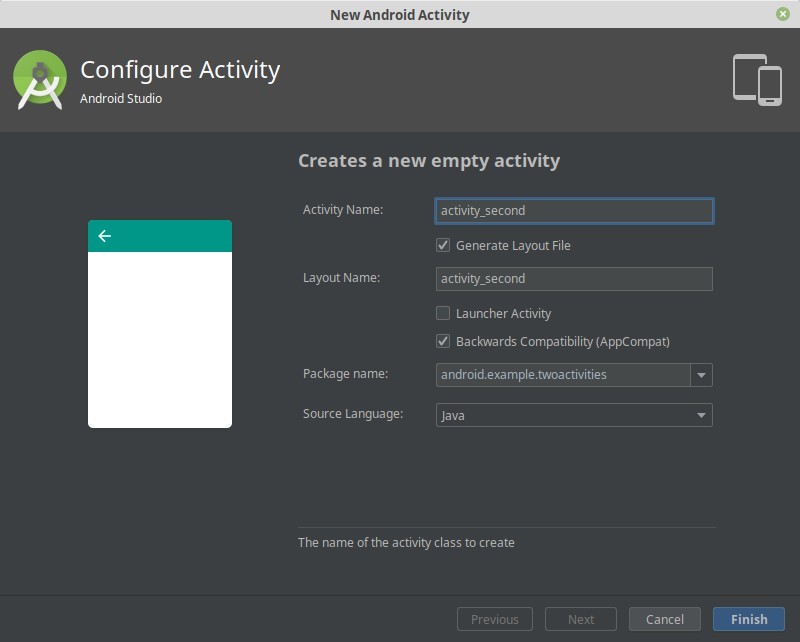 New Android Activity
Configure Activity
Android Studio
Creates a new empty activity
Activity Name: activity_second
Generate Layout File
Layout Name: activity_second
Launcher Activity
Backwards Compatibility (AppCompat)
Package name: android.example.twoactivities
Source Language: Java
The name of the activity class to create
Previous Next Cancel Finish